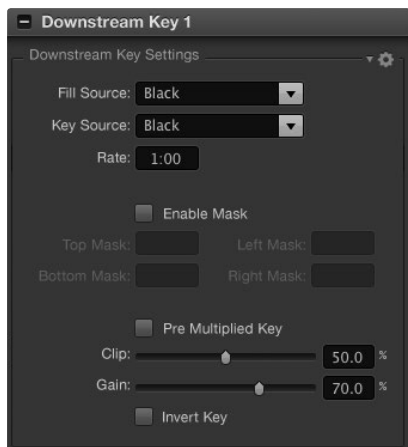 Downstream Key 1
Downstream Key Settings
Fill Source: Black
Key Source: Black
Rate: 1:00
Enable Mask
Top Mask: Left Mask:
Bottom Mask: Right Mask:
Pre Multiplied Key
Clip: 50.0 %
Gain: 70.0 %
Invert Key